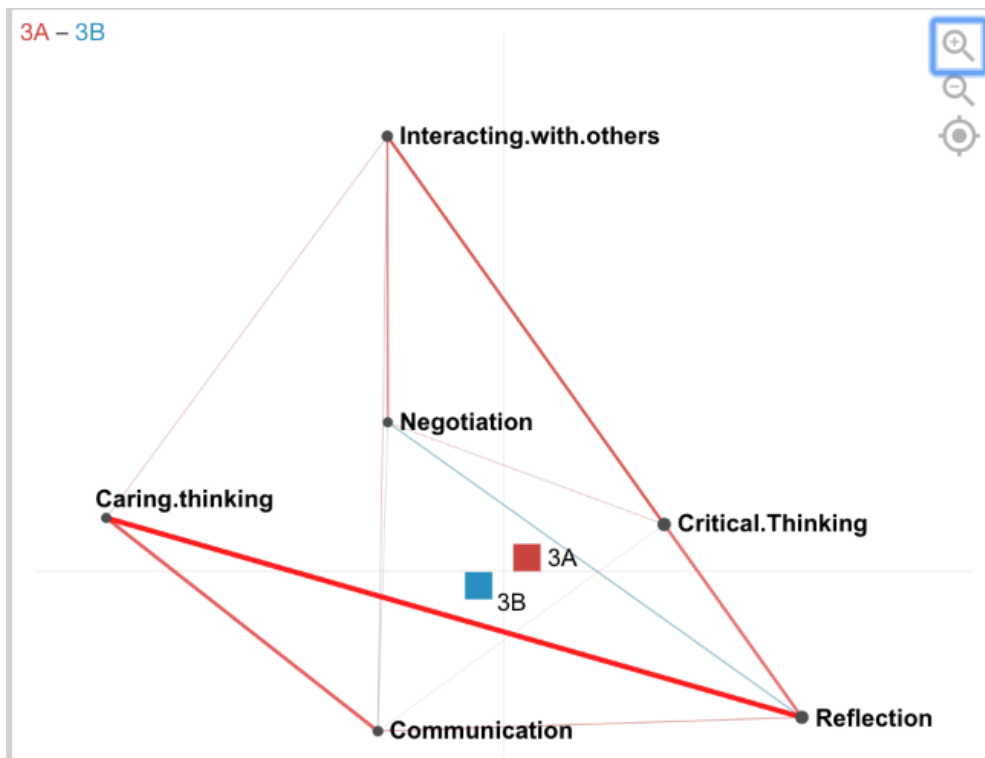 3A – 3B
Interacting.with.others
Negotiation
Caring.thinking
Critical.Thinking
3A
3B
Reflection
Communication